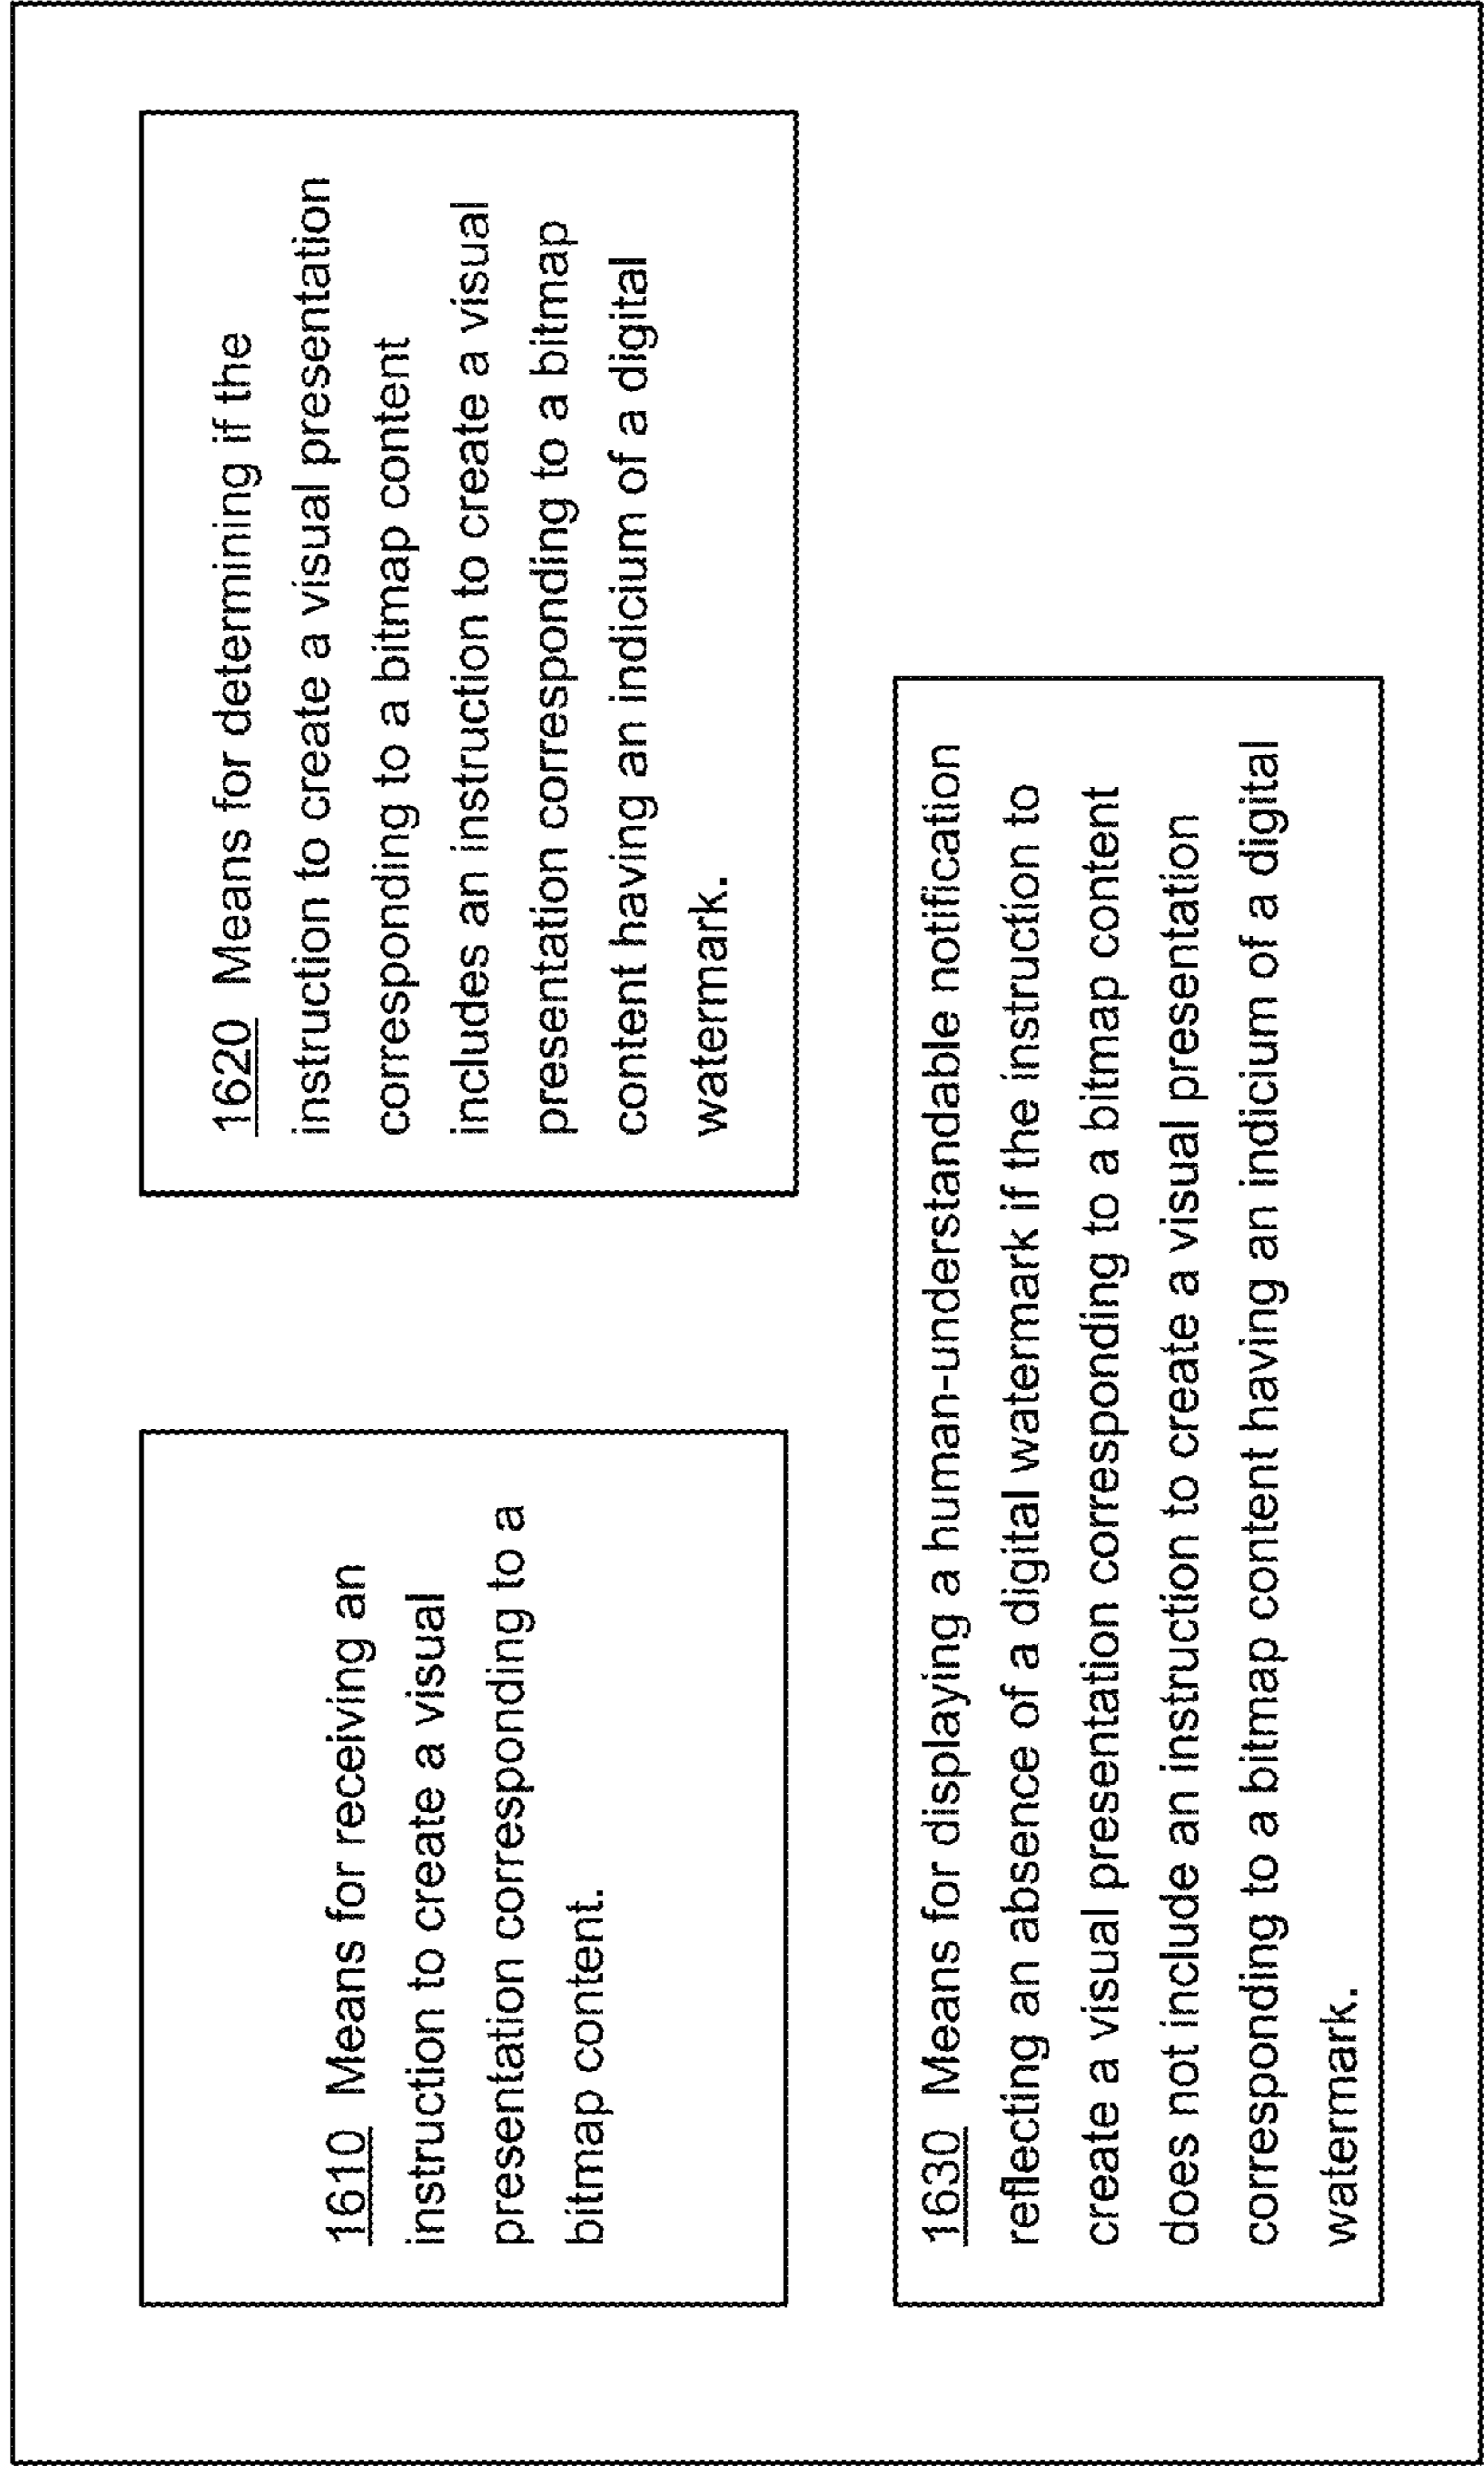 1610 Means for receiving an
instruction to create a visual
presentation corresponding to a
bitmap content.
1620 Means for determining if the
instruction to create a visual presentation
corresponding to a bitmap content
includes an instruction to create a visual
presentation corresponding to a bitmap
content having an indicium of a digital
watermark.
1630 Means for displaying a human-understandable notification
reflecting an absence of a digital watermark if the instruction to
create a visual presentation corresponding to a bitmap content
does not include an instruction to create a visual presentation
corresponding to a bitmap content having an indicium of a digital
watermark.